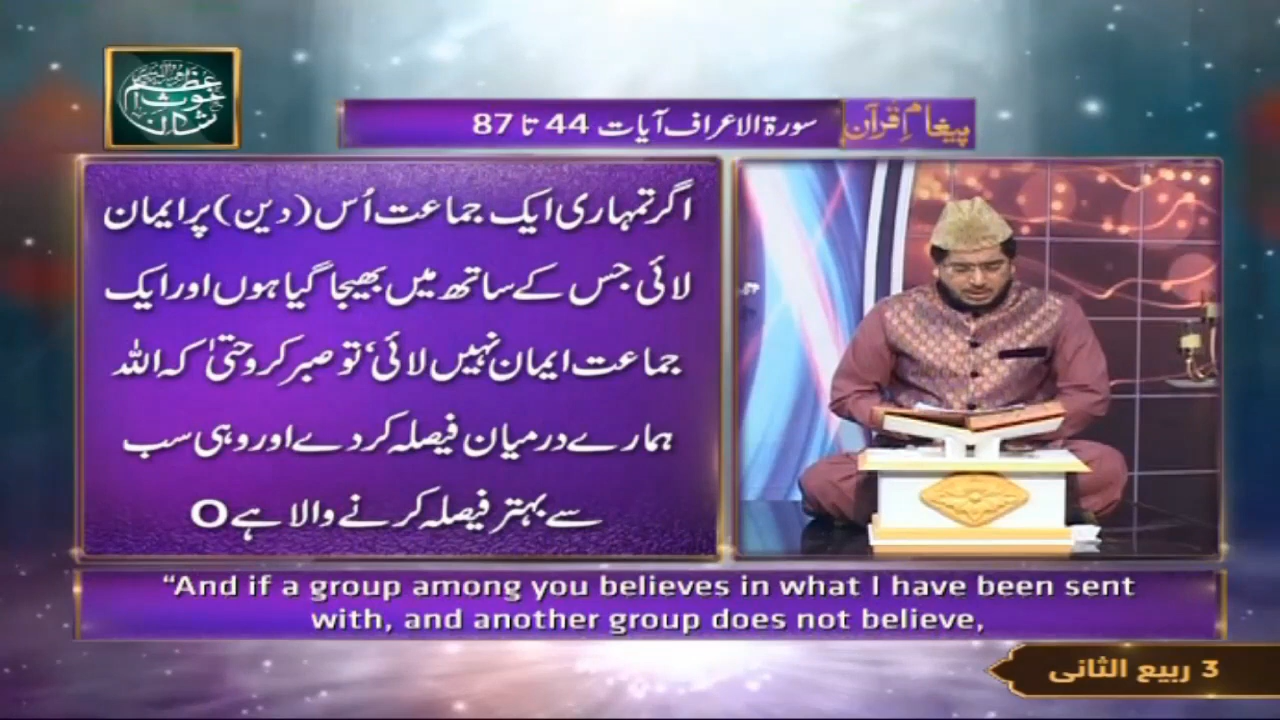 پیغامِ قرآن
سورۃ الاعراف آیات 44 تا 87
اگر تمہاری ایک جماعت اُس (دین) پر ایمان
لائی جس کے ساتھ میں بھیجا گیا ہوں اور ایک
جماعت ایمان نہیں لائی‘ تو صبر کرو حتیٰ کہ اللہ
ہمارے درمیان فیصلہ کر دے اور وہی سب
سے بہتر فیصلہ کرنے والا ہےO
“And if a group among you believes in what I have been sent
with, and another group does not believe,
3 ربیع الثانی